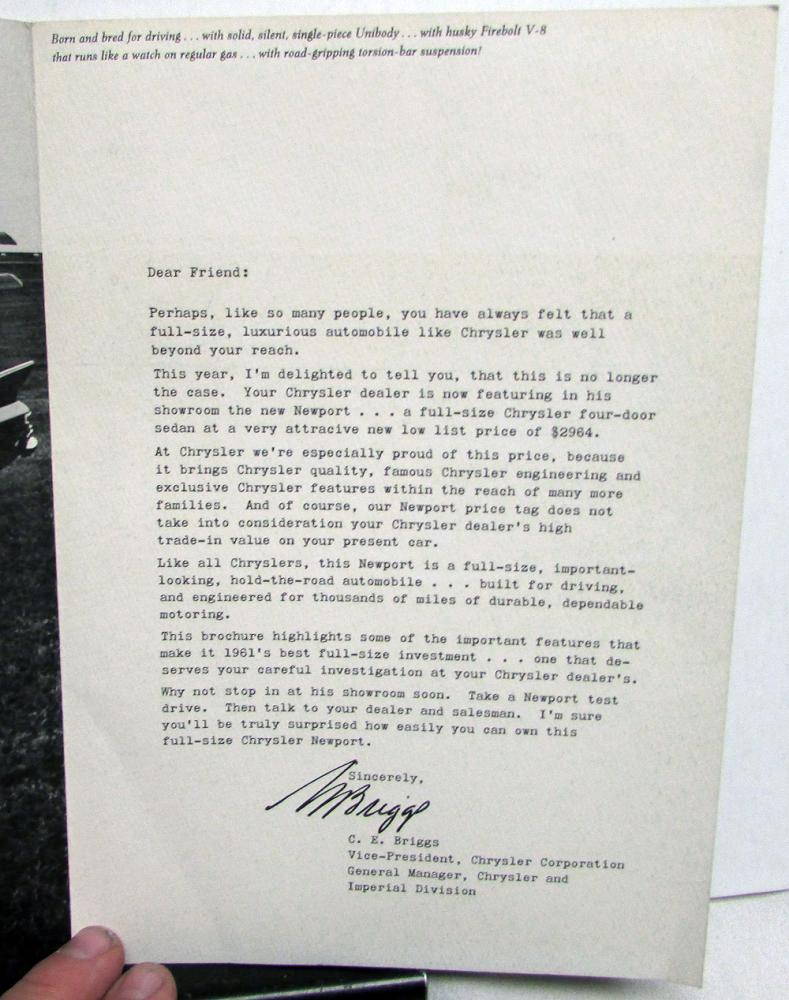 Born and bred for driving . . . with solid, silent, single-piece Unibody . . . with husky Firebolt V-8
that runs like a watch on regular gas . . . with road-gripping torsion-bar suspension!
Dear Friend:
Perhaps, like so many people, you have always felt that a
full-size, luxurious automobile like Chrysler was well
beyond your reach.
This year, I'm delighted to tell you, that this is no longer
the case.  Your Chrysler dealer is now featuring in his
showroom the new Newport . . . a full-size Chrysler four-door
sedan at a very attracive new low list price of $2964.
At Chrysler we're especially proud of this price, because
it brings Chrysler quality, famous Chrysler engineering and
exclusive Chrysler features within the reach of many more
families.  And of course, our Newport price tag does not
take into consideration your Chrysler dealer's high
trade-in value on your present car.
Like all Chryslers, this Newport is a full-size, important-
looking, hold-the-road automobile . . . built for driving,
and engineered for thousands of miles of durable, dependable
motoring.
This brochure highlights some of the important features that
make it 1961's best full-size investment . . . one that de-
serves your careful investigation at your Chrysler dealer's.
Why not stop in at his showroom soon.  Take a Newport test
drive.  Then talk to your dealer and salesman.  I'm sure
you'll be truly surprised how easily you can own this
full-size Chrysler Newport.
Sincerely,
Briggs
C. E. Briggs
Vice-President, Chrysler Corporation
General Manager, Chrysler and
Imperial Division